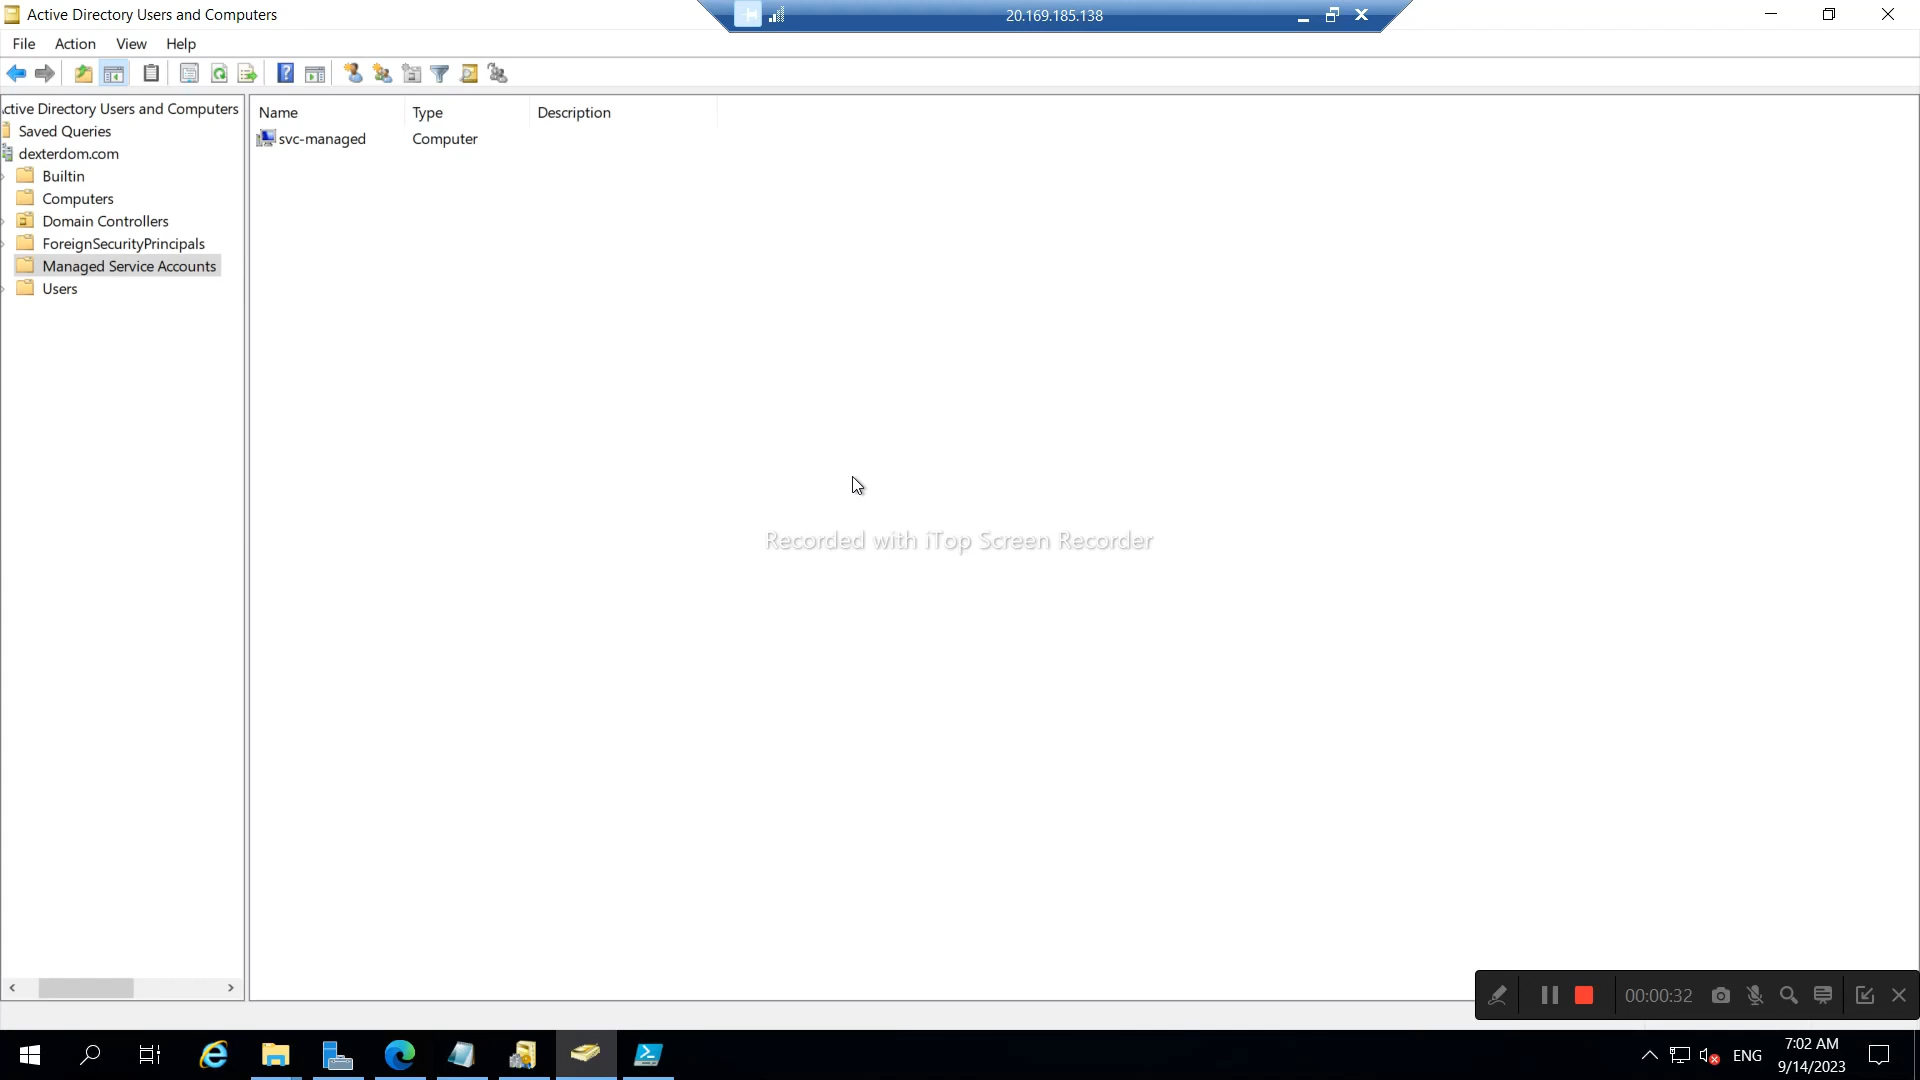 Active Directory Users and Computers
20.169.185.138
File Action View Help
ctive Directory Users and Computers
Saved Queries
dexterdom.com
Builtin
Computers
Domain Controllers
ForeignSecurityPrincipals
Managed Service Accounts
Users
Name Type Description
svc-managed Computer
Recorded with iTop Screen Recorder
00:00:32
ENG
7:02 AM
9/14/2023